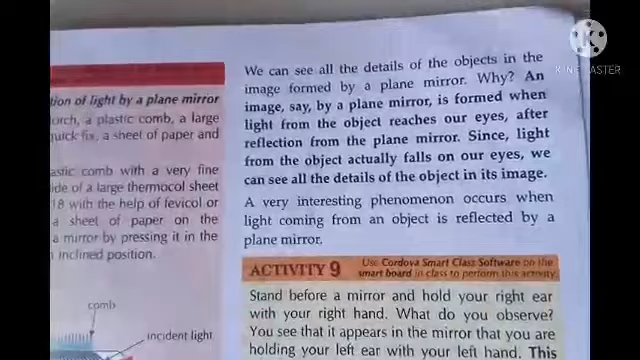 tion of light by a plane mirror
orch, a plastic comb, a large
quick fix, a sheet of paper and
astic comb with a very fine
ide of a large thermocol sheet
18 with the help of fevicol or
a sheet of paper on the
a mirror by pressing it in the
inclined position.
comb
incident light
We can see all the details of the objects in the
image formed by a plane mirror. Why? An
image, say, by a plane mirror, is formed when
light from the object reaches our eyes, after
reflection from the plane mirror. Since, light
from the object actually falls on our eyes, we
can see all the details of the object in its image.
A very interesting phenomenon occurs when
light coming from an object is reflected by a
plane mirror.
ACTIVITY 9
Use Cordova Smart Class Software on the
smart board in class to perform this activity.
Stand before a mirror and hold your right ear
with your right hand. What do you observe?
You see that it appears in the mirror that you are
holding your left ear with your left hand. This
K
KINEMASTER